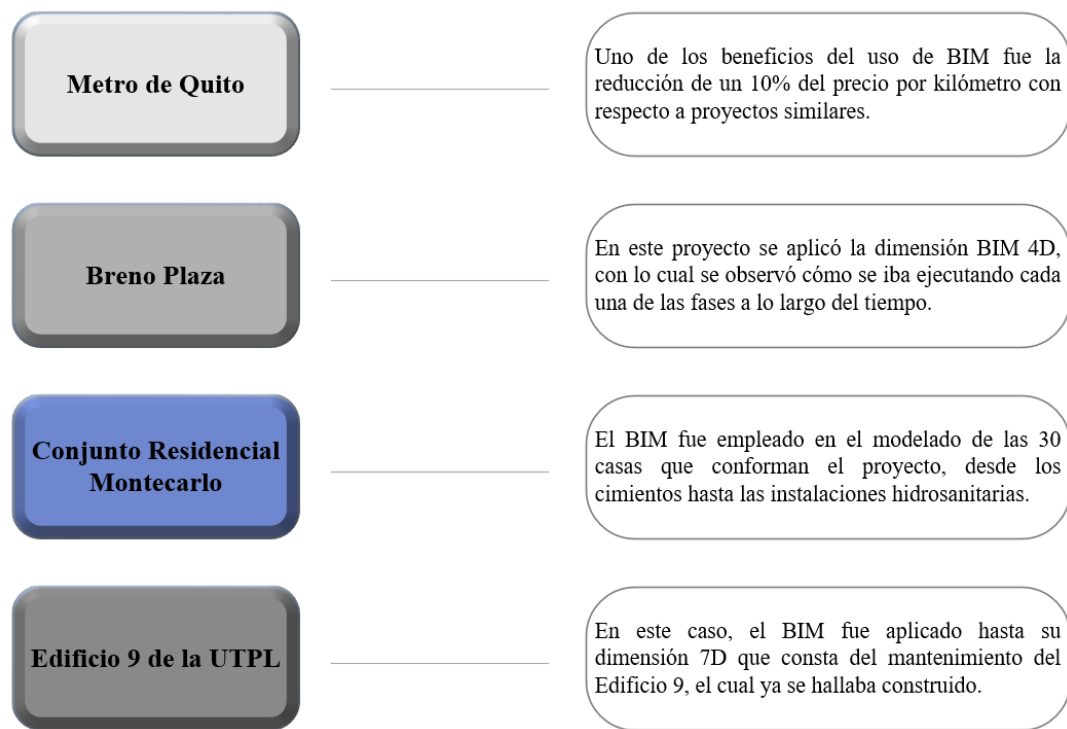 Metro de Quito
Uno de los beneficios del uso de BIM fue la
reducción de un 10% del precio por kilómetro con
respecto a proyectos similares.
Breno Plaza
En este proyecto se aplicó la dimensión BIM 4D,
con lo cual se observó cómo se iba ejecutando cada
una de las fases a lo largo del tiempo.
Conjunto Residencial
Montecarlo
El BIM fue empleado en el modelado de las 30
casas que conforman el proyecto, desde los
cimientos hasta las instalaciones hidrosanitarias.
Edificio 9 de la UTPL
En este caso, el BIM fue aplicado hasta su
dimensión 7D que consta del mantenimiento del
Edificio 9, el cual ya se hallaba construido.